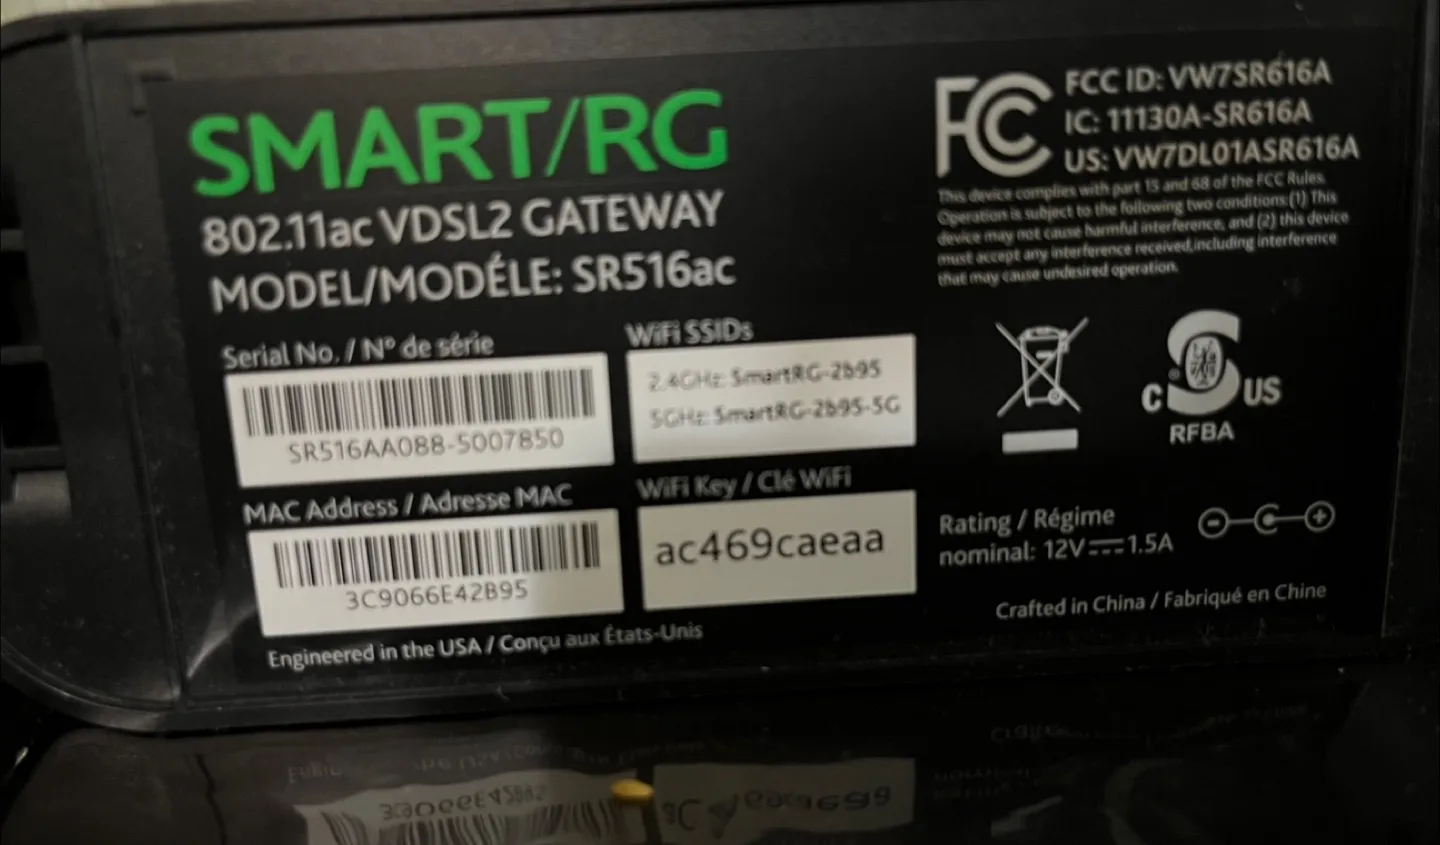 SMART/RG
802.11ac VDSL2 GATEWAY
MODEL/MODÉLE: SR516ac
Serial No. / Nº de série
SR516AA088-5007850
MAC Address / Adresse MAC
3C9066E42B95
Engineered in the USA / Conçu aux États-Unis
WiFi SSIDs
2.4GHz: SmartRG-2b95
5GHz: SmartRG-2b95-5G
WiFi Key / Clé WiFi
ac469caeaa
FC
FCC ID: VW7SR616A
IC: 11130A-SR616A
US: VW7DL01ASR616A
This device complies with part 15 and 68 of the FCC Rules.
Operation is subject to the following two conditions:(1) This
device may not cause harmful interference, and (2) this device
must accept any interference received,including interference
that may cause undesired operation.
C S US
RFBA
Rating / Régime
nominal: 12V⎓1.5A
Crafted in China / Fabriqué en Chine